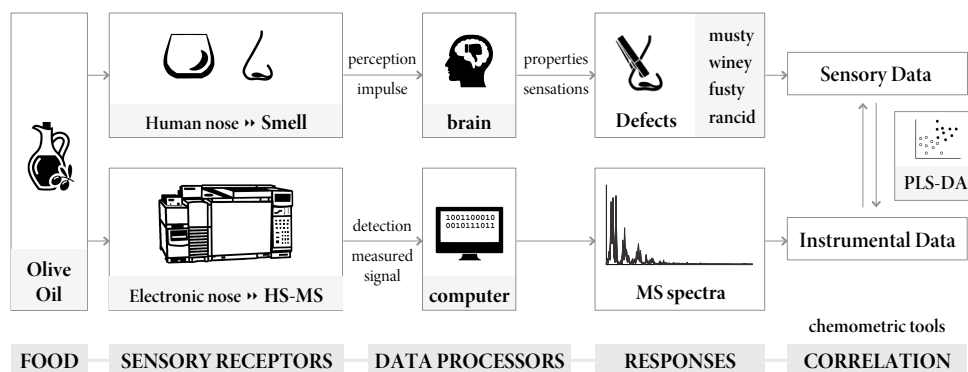 Human nose ↣ Smell
perception
impulse
brain
properties
sensations
Defects
musty
winey
fusty
rancid
Sensory Data
PLS-DA
Olive
Oil
Electronic nose ↣ HS-MS
detection
measured
signal
1001100010
0010111011
computer
MS spectra
Instrumental Data
chemometric tools
FOOD
SENSORY RECEPTORS
DATA PROCESSORS
RESPONSES
CORRELATION